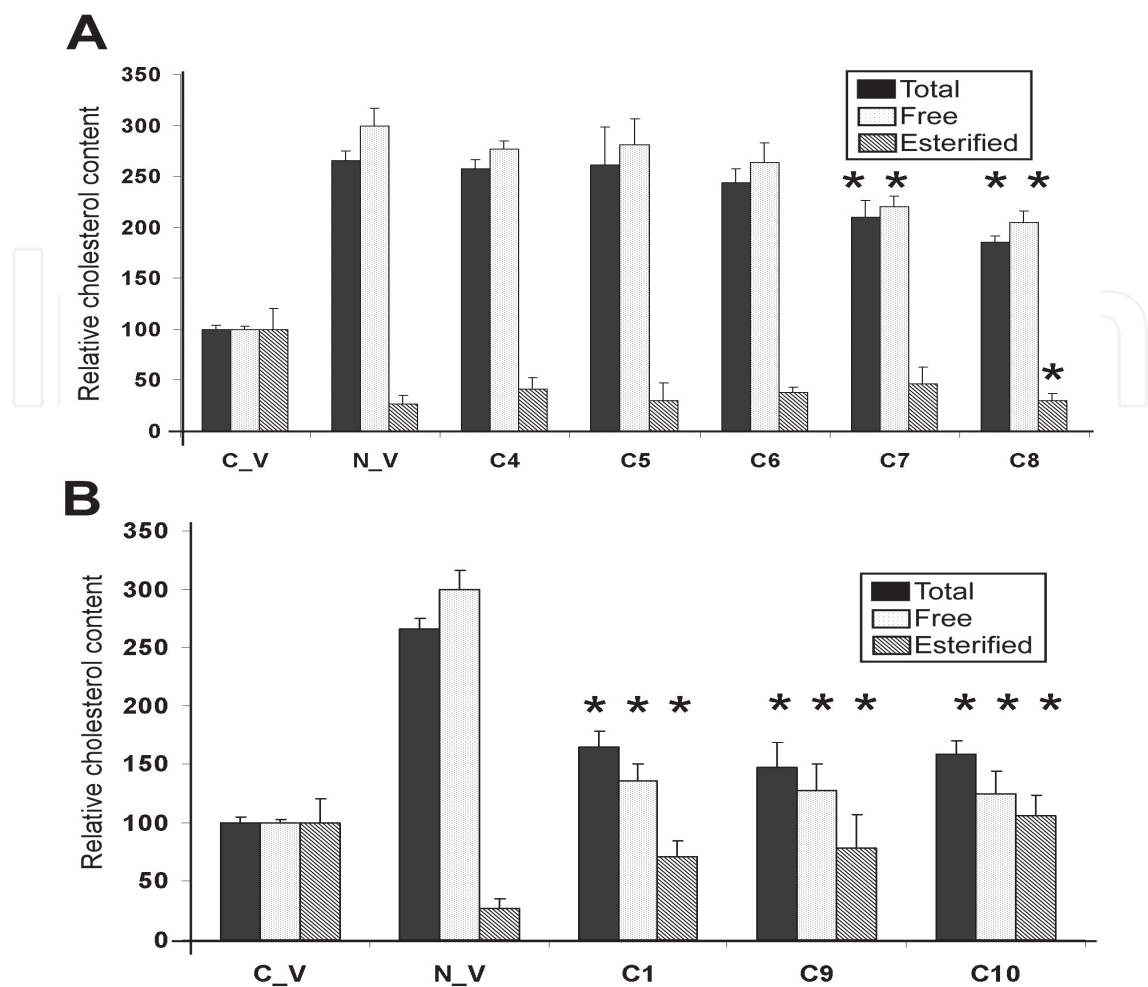 A
Relative cholesterol content
350
300
250
200
150
100
50
0
Total
Free
Esterified
* * * *
*
C_V N_V C4 C5 C6 C7 C8
B
Relative cholesterol content
350
300
250
200
150
100
50
0
Total
Free
Esterified
* * * * * * * * *
C_V N_V C1 C9 C10